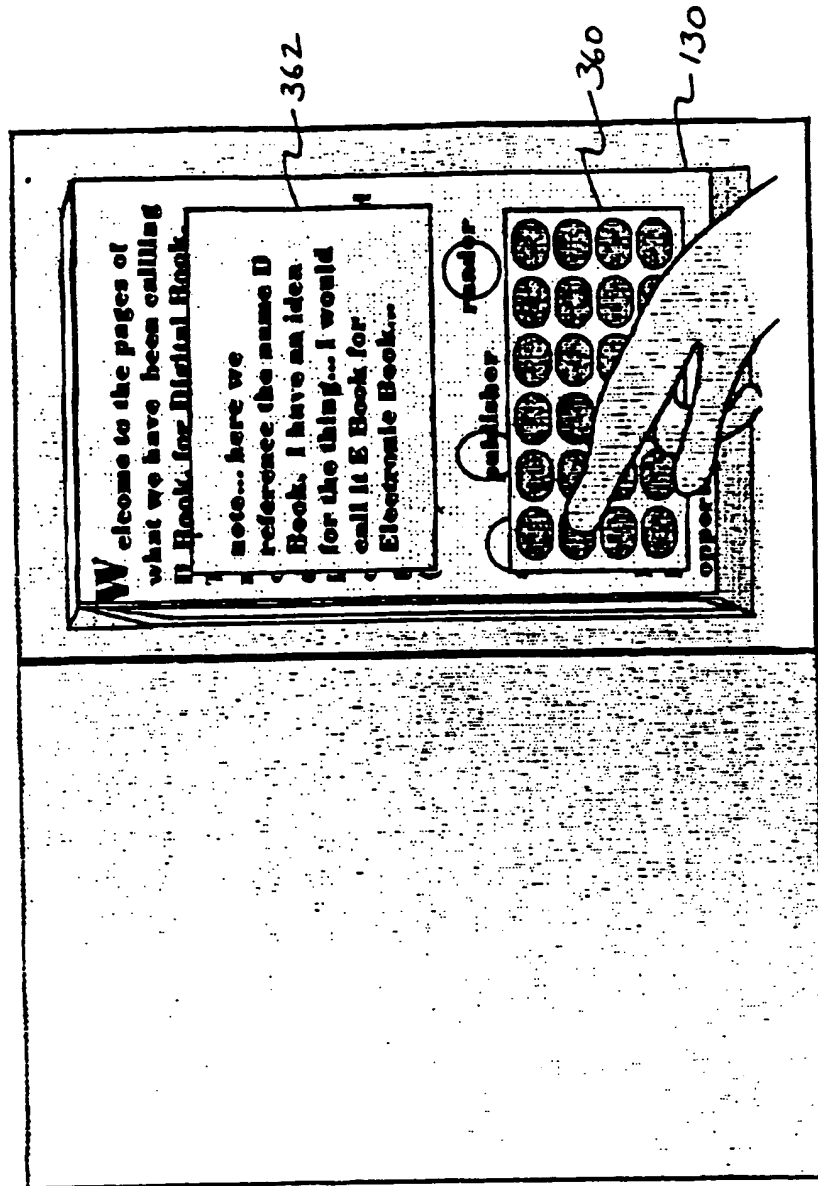 Welcome to the pages of
what we have been callling
D Book, for Digital Book
note... here we
reference the name D
Book. I have an idea
for the thing... I would
call it E Book for
Electronic Book...
publisher
reader
opper
362
360
130